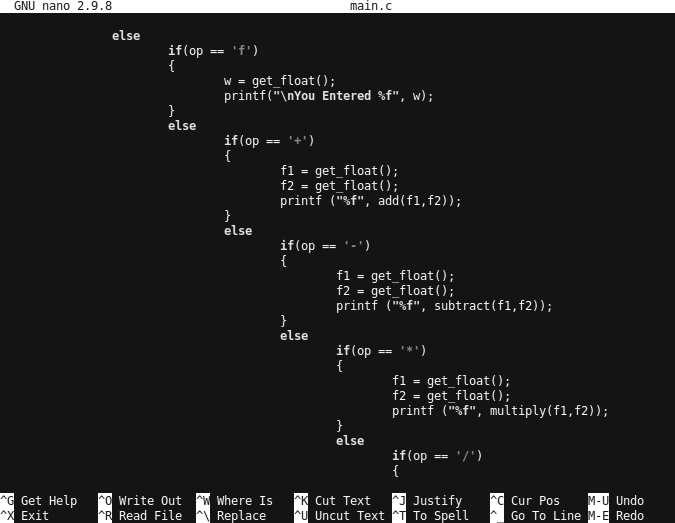 GNU nano 2.9.8 main.c
else
if(op == 'f')
{
w = get_float();
printf("\nYou Entered %f", w);
}
else
if(op == '+')
{
f1 = get_float();
f2 = get_float();
printf ("%f", add(f1,f2));
}
else
if(op == '-')
{
f1 = get_float();
f2 = get_float();
printf ("%f", subtract(f1,f2));
}
else
if(op == '*')
{
f1 = get_float();
f2 = get_float();
printf ("%f", multiply(f1,f2));
}
else
if(op == '/')
{
^G Get Help ^O Write Out ^W Where Is ^K Cut Text ^J Justify ^C Cur Pos M-U Undo
^X Exit ^R Read File ^\ Replace ^U Uncut Text ^T To Spell ^_ Go To Line M-E Redo